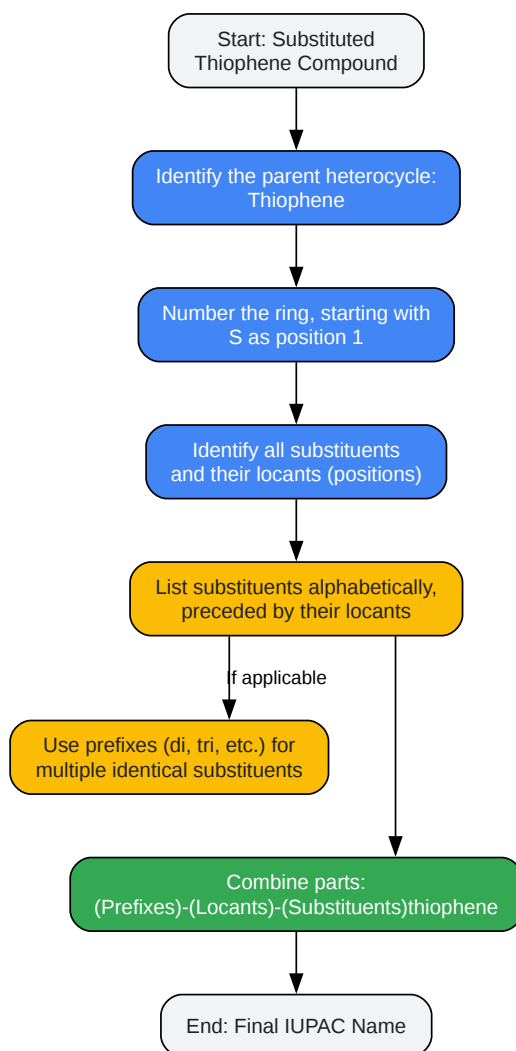 Start: Substituted
Thiophene Compound
Identify the parent heterocycle:
Thiophene
Number the ring, starting with
S as position 1
Identify all substituents
and their locants (positions)
List substituents alphabetically,
preceded by their locants
If applicable
Use prefixes (di, tri, etc.) for
multiple identical substituents
Combine parts:
(Prefixes)-(Locants)-(Substituents)thiophene
End: Final IUPAC Name